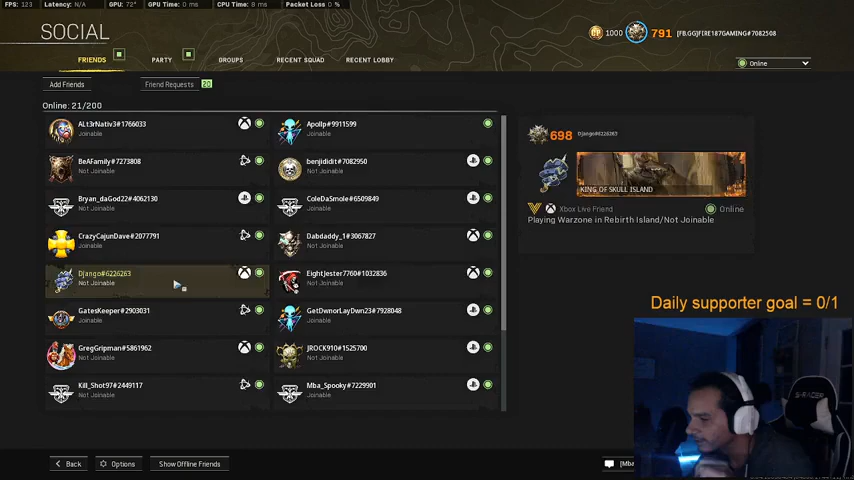 FPS: 123 Latency: N/A GPU: 72° GPU Time: 0 ms CPU Time: 8 ms Packet Loss 0 %
SOCIAL
1000 791 [FB.GG]FIRE187GAMING#7082508
FRIENDS PARTY GROUPS RECENT SQUAD RECENT LOBBY
Online
Add Friends Friend Requests 20
Online: 21/200
ALt3rNativ3#1766033
Joinable
Apollp#9911599
Joinable
BeAFamily#7273808
Not Joinable
benjididit#7082950
Not Joinable
Bryan_daGod22#4062130
Not Joinable
ColeDaSmole#6509849
Not Joinable
CrazyCajunDave#2077791
Not Joinable
Dabdaddy_1#3067827
Not Joinable
Django#6226263
Not Joinable
EightJester7760#1032836
Not Joinable
GatesKeeper#2903031
Joinable
GetDwnorLayDwn23#7928048
Joinable
GregGripman#5861962
Not Joinable
JROCK910#1525700
Not Joinable
Kill_Shot97#2449117
Not Joinable
Mba_Spooky#7229901
Not Joinable
698 Django#6226263
KING OF SKULL ISLAND
Xbox Live Friend Online
Playing Warzone in Rebirth Island/Not Joinable
Daily supporter goal = 0/1
S-RACER
Back Options Show Offline Friends
[Mba